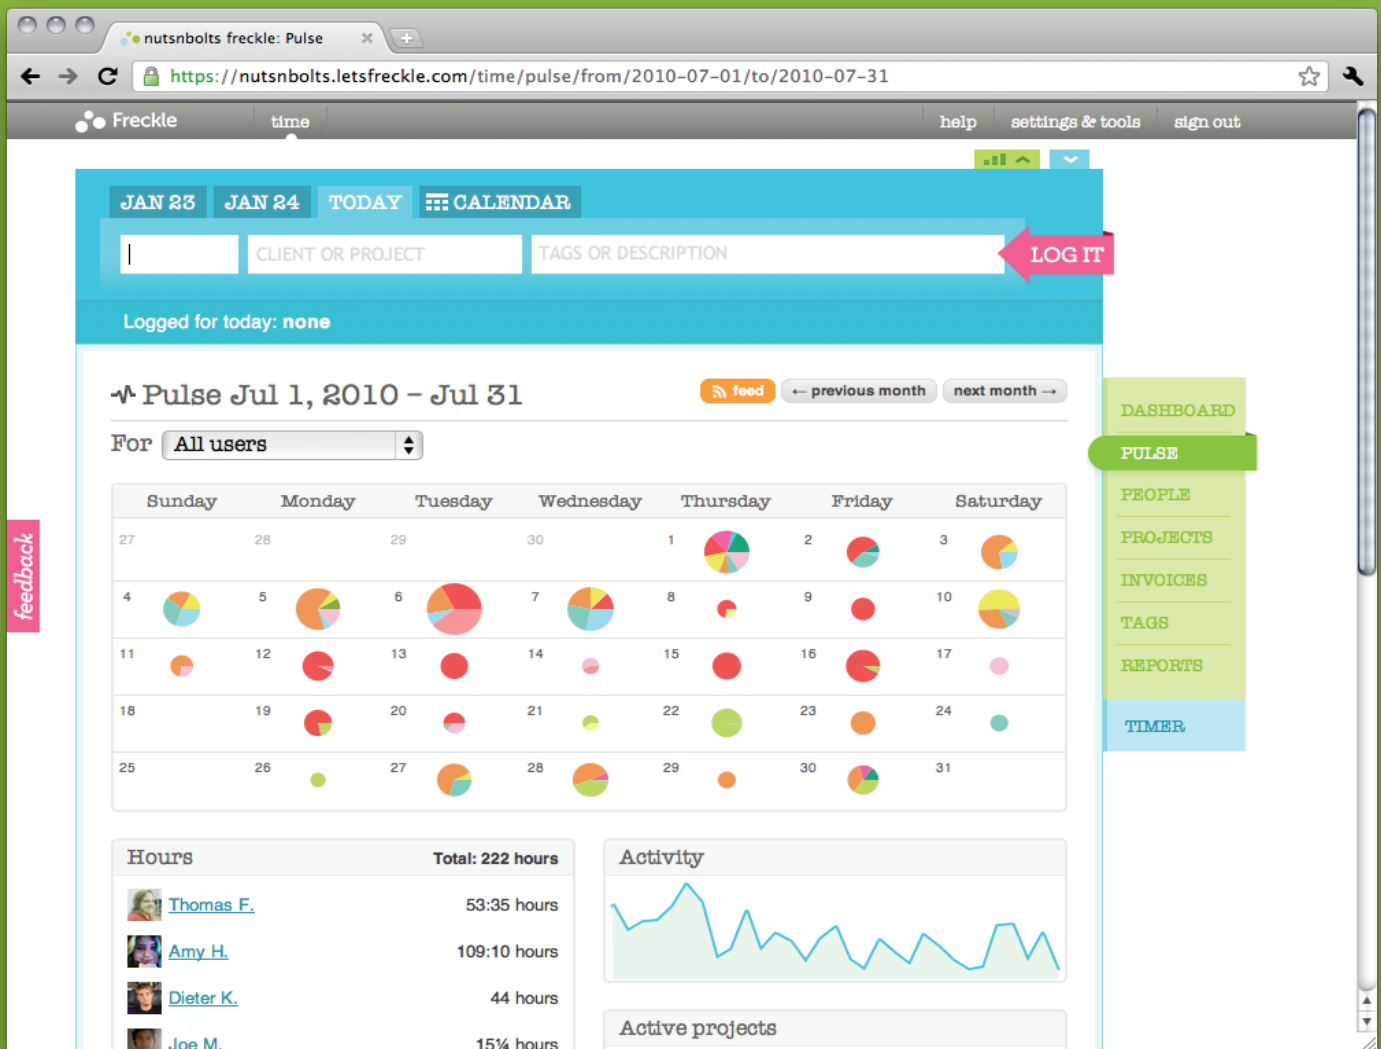 nutsnbolts freckle: Pulse
https://nutsnbolts.letsfreckle.com/time/pulse/from/2010-07-01/to/2010-07-31
Freckle time help settings & tools sign out
JAN 23 JAN 24 TODAY CALENDAR
CLIENT OR PROJECT TAGS OR DESCRIPTION LOG IT
Logged for today: none
Pulse Jul 1, 2010 – Jul 31 feed ← previous month next month →
For All users
Sunday Monday Tuesday Wednesday Thursday Friday Saturday
27 28 29 30 1 2 3
4 5 6 7 8 9 10
11 12 13 14 15 16 17
18 19 20 21 22 23 24
25 26 27 28 29 30 31
feedback
DASHBOARD
PULSE
PEOPLE
PROJECTS
INVOICES
TAGS
REPORTS
TIMER
Hours Total: 222 hours
Thomas F. 53:35 hours
Amy H. 109:10 hours
Dieter K. 44 hours
Joe M. 15¼ hours
Activity
Active projects